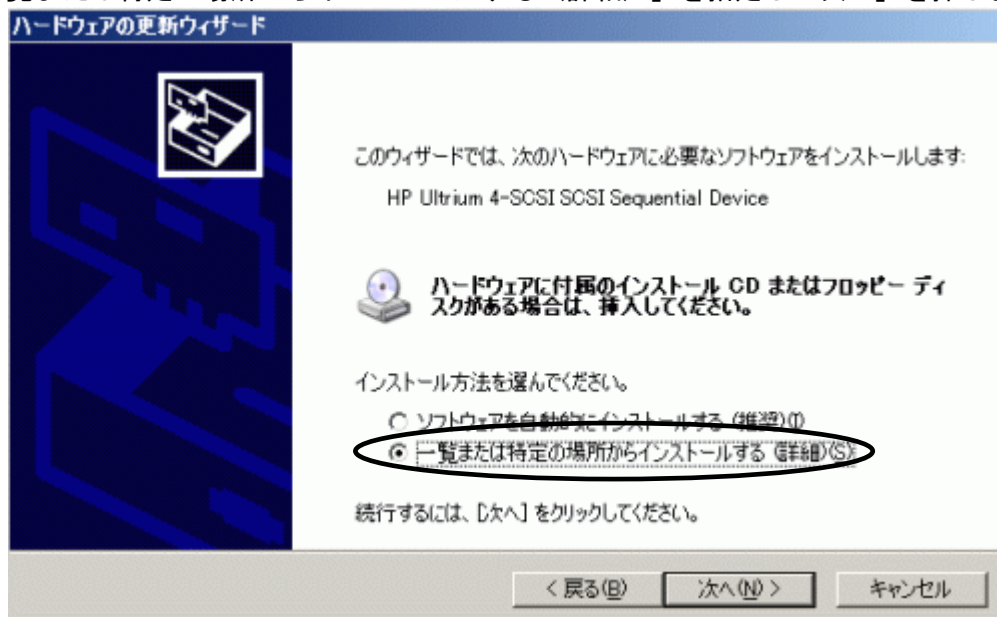 ハードウェアの更新ウィザード
このウィザードでは、次のハードウェアに必要なソフトウェアをインストールします:
HP Ultrium 4-SCSI SCSI Sequential Device
ハードウェアに付属のインストール CD またはフロッピー ディ
スクがある場合は、挿入してください。
インストール方法を選んでください。
ソフトウェアを自動的にインストールする (推奨)(I)
一覧または特定の場所からインストールする (詳細)(S)
続行するには、[次へ] をクリックしてください。
< 戻る(B) 次へ(N) > キャンセル